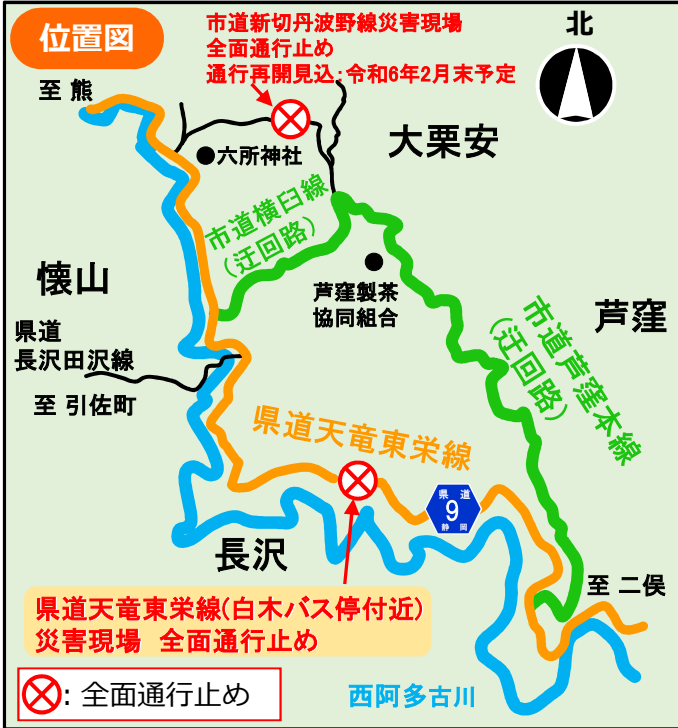 位置図
市道新切丹波野線災害現場
全面通行止め
通行再開見込:令和6年2月末予定
北
至 熊
大栗安
六所神社
市道横臼線
(迂回路)
懐山
芦窪製茶
協同組合
芦窪
市道芦窪本線
(迂回路)
県道
長沢田沢線
至 引佐町
県道天竜東栄線
県道
9
静岡
長沢
至 二俣
県道天竜東栄線(白木バス停付近)
災害現場 全面通行止め
: 全面通行止め
西阿多古川